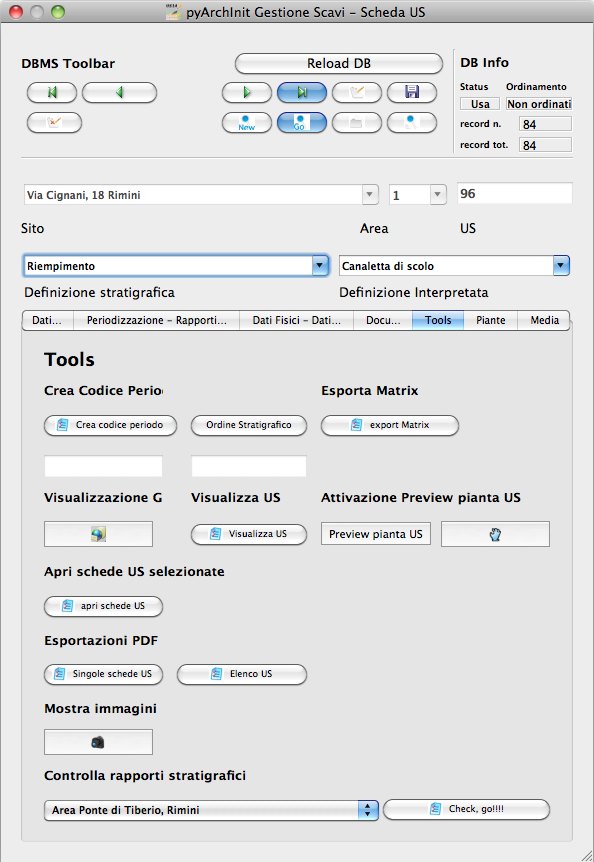 pyArchInit Gestione Scavi - Scheda US
DBMS Toolbar
Reload DB
DB Info
Status
Ordinamento
Usa
Non ordinati
New
Go
record n.
84
record tot.
84
Via Cignani, 18 Rimini
1
96
Sito
Area
US
Riempimento
Canaletta di scolo
Definizione stratigrafica
Definizione Interpretata
Dati...
Periodizzazione - Rapporti...
Dati Fisici - Dati...
Docu...
Tools
Piante
Media
Tools
Crea Codice Perio
Esporta Matrix
Crea codice periodo
Ordine Stratigrafico
export Matrix
Visualizzazione G
Visualizza US
Attivazione Preview pianta US
Visualizza US
Preview pianta US
Apri schede US selezionate
apri schede US
Esportazioni PDF
Singole schede US
Elenco US
Mostra immagini
Controlla rapporti stratigrafici
Area Ponte di Tiberio, Rimini
Check, go!!!!